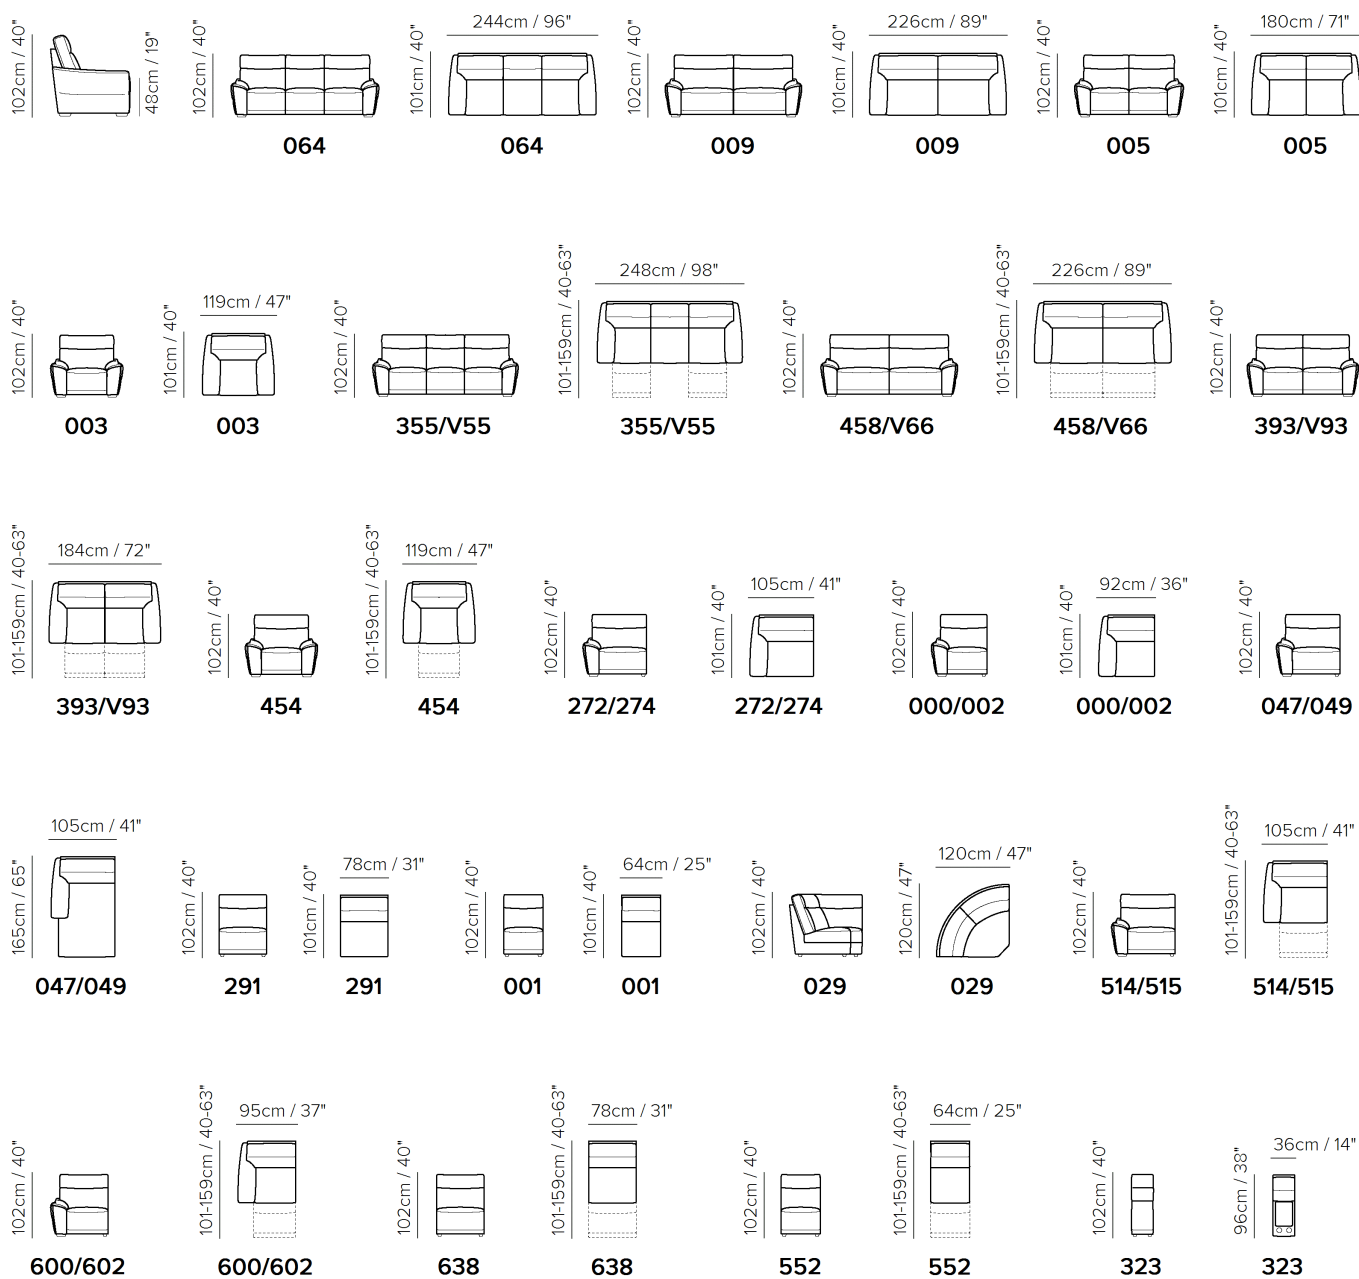 102cm / 40"
48cm / 19"
102cm / 40"
101cm / 40"
244cm / 96"
102cm / 40"
101cm / 40"
226cm / 89"
102cm / 40"
101cm / 40"
180cm / 71"
064
064
009
009
005
005
102cm / 40"
101cm / 40"
119cm / 47"
102cm / 40"
101-159cm / 40-63"
248cm / 98"
102cm / 40"
101-159cm / 40-63"
226cm / 89"
102cm / 40"
003
003
355/V55
355/V55
458/V66
458/V66
393/V93
101-159cm / 40-63"
184cm / 72"
102cm / 40"
101-159cm / 40-63"
119cm / 47"
102cm / 40"
101cm / 40"
105cm / 41"
102cm / 40"
101cm / 40"
92cm / 36"
102cm / 40"
393/V93
454
454
272/274
272/274
000/002
000/002
047/049
165cm / 65"
105cm / 41"
102cm / 40"
101cm / 40"
78cm / 31"
102cm / 40"
101cm / 40"
64cm / 25"
102cm / 40"
120cm / 47"
120cm / 47"
102cm / 40"
101-159cm / 40-63"
105cm / 41"
047/049
291
291
001
001
029
029
514/515
514/515
102cm / 40"
101-159cm / 40-63"
95cm / 37"
102cm / 40"
101-159cm / 40-63"
78cm / 31"
102cm / 40"
101-159cm / 40-63"
64cm / 25"
102cm / 40"
96cm / 38"
36cm / 14"
600/602
600/602
638
638
552
552
323
323